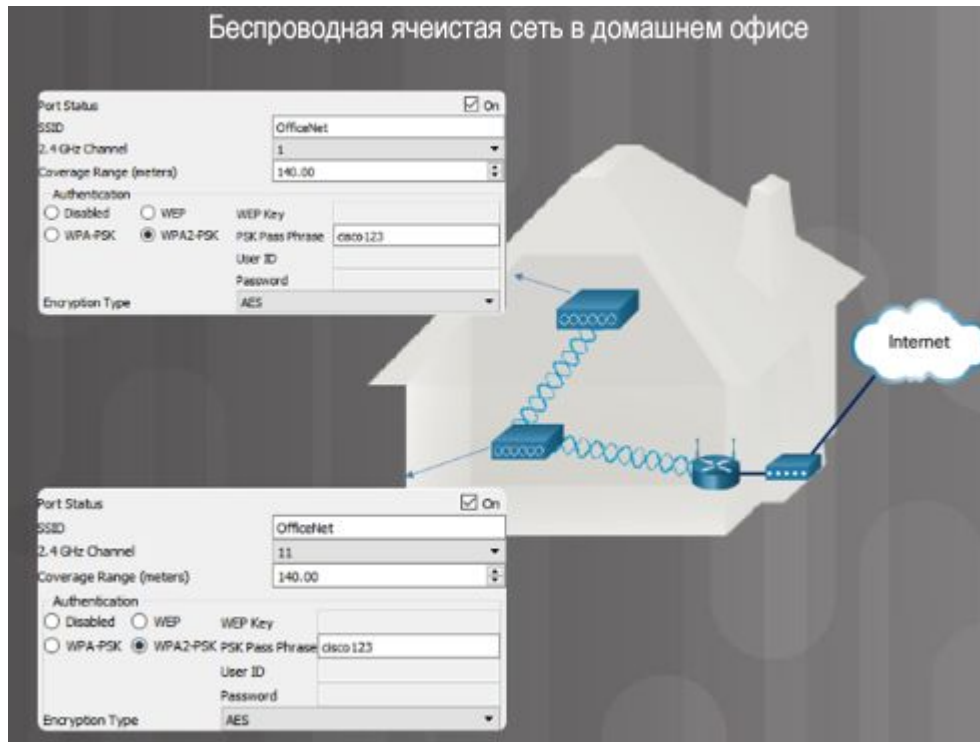 Беспроводная ячеистая сеть в домашнем офисе
Port Status On
SSID OfficeNet
2.4 GHz Channel 1
Coverage Range (meters) 140.00
Authentication
Disabled WEP WEP Key
WPA-PSK WPA2-PSK PSK Pass Phrase cisco123
User ID
Password
Encryption Type AES
Internet
Port Status On
SSID OfficeNet
2.4 GHz Channel 11
Coverage Range (meters) 140.00
Authentication
Disabled WEP WEP Key
WPA-PSK WPA2-PSK PSK Pass Phrase cisco123
User ID
Password
Encryption Type AES